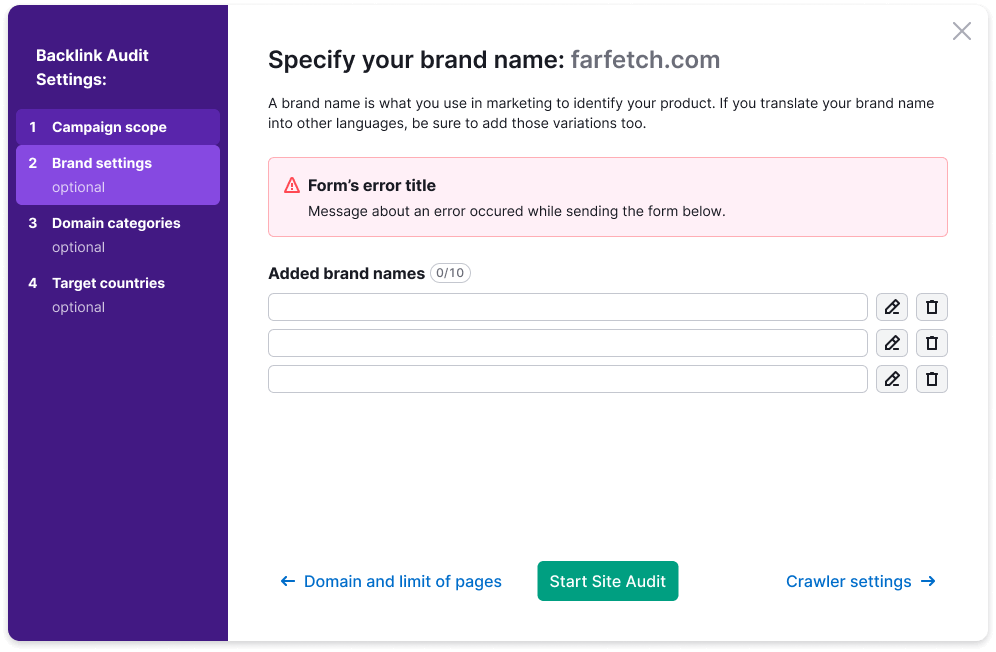 Backlink Audit
Settings:
1 Campaign scope
2 Brand settings
optional
3 Domain categories
optional
4 Target countries
optional
Specify your brand name: farfetch.com
A brand name is what you use in marketing to identify your product. If you translate your brand name
into other languages, be sure to add those variations too.
Form’s error title
Message about an error occured while sending the form below.
Added brand names 0/10
← Domain and limit of pages
Start Site Audit
Crawler settings →